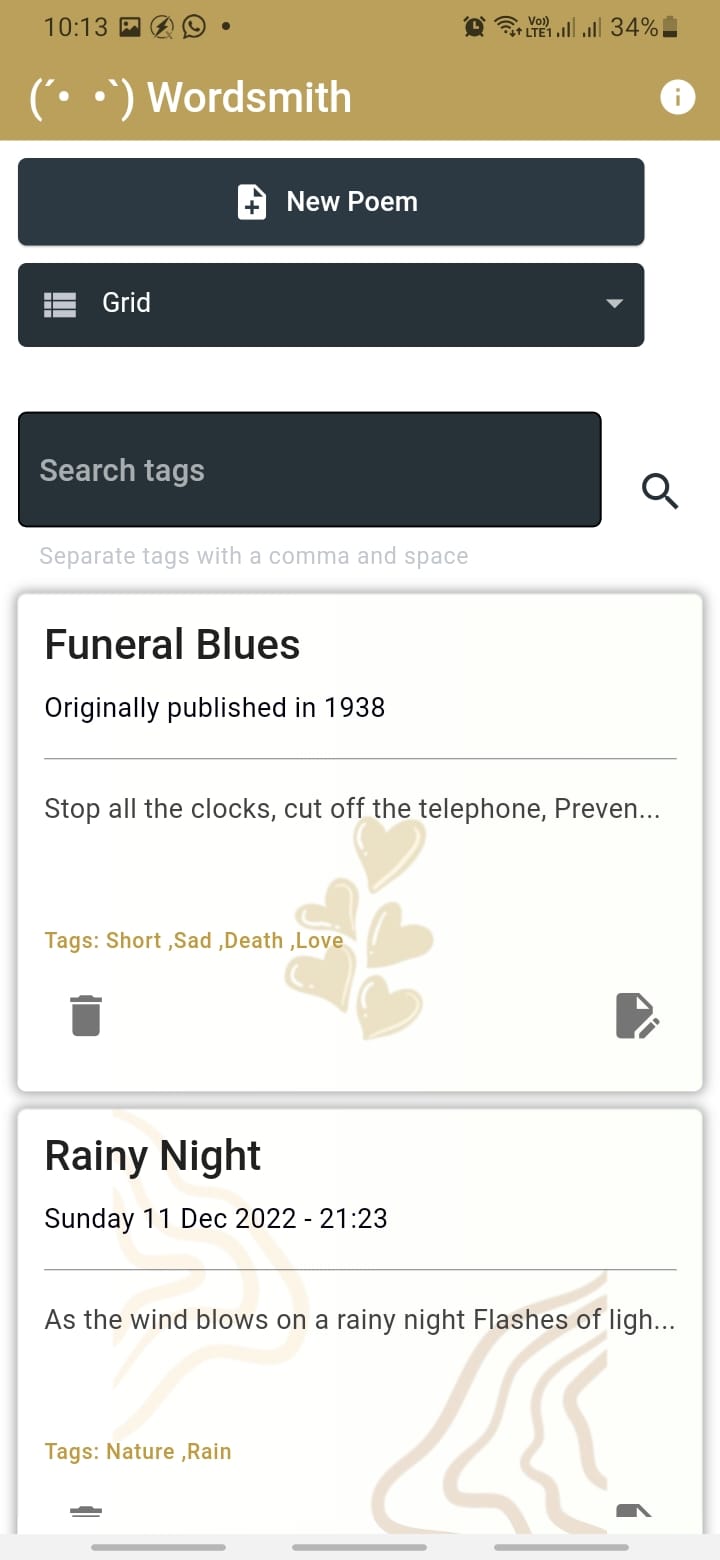 10:13
Vo)) LTE1 34%
(´• •`) Wordsmith
New Poem
Grid
Search tags
Separate tags with a comma and space
Funeral Blues
Originally published in 1938
Stop all the clocks, cut off the telephone, Preven...
Tags: Short ,Sad ,Death ,Love
Rainy Night
Sunday 11 Dec 2022 - 21:23
As the wind blows on a rainy night Flashes of ligh...
Tags: Nature ,Rain